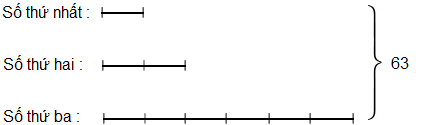 Số thứ nhất :
Số thứ hai :
63
Số thứ ba :